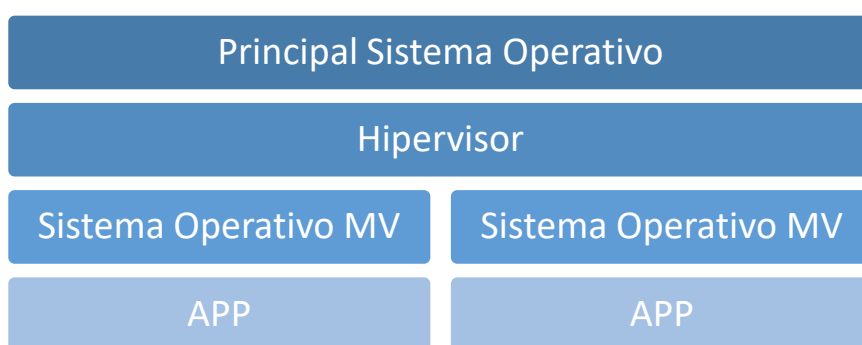 Principal Sistema Operativo
Hipervisor
Sistema Operativo MV
Sistema Operativo MV
APP
APP